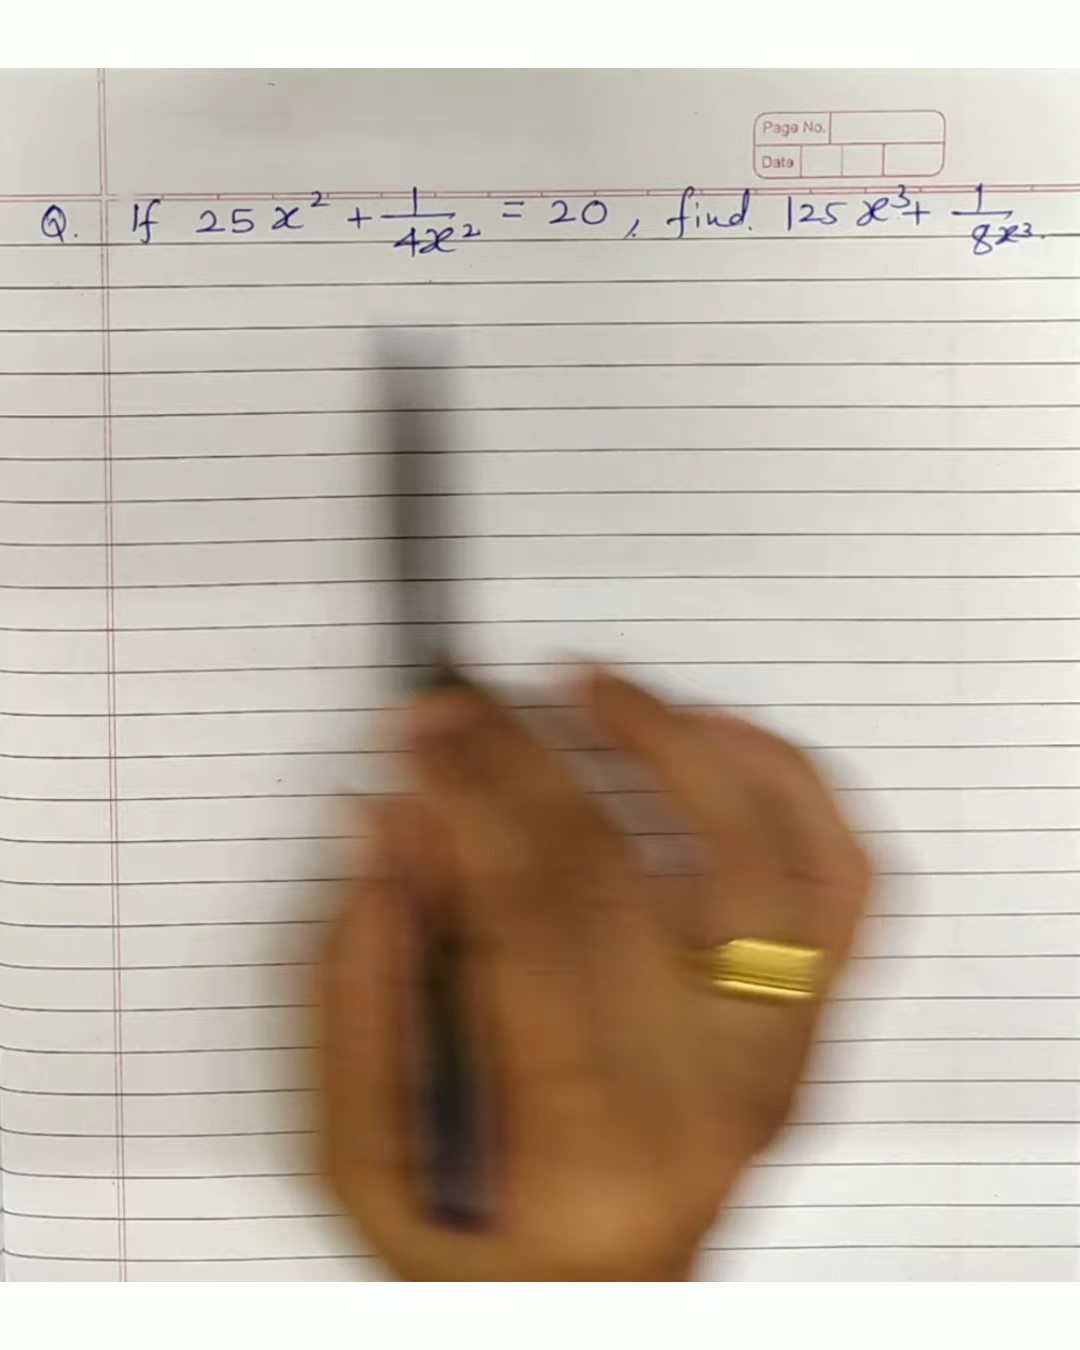 Page No.
Date
Q. If 25x² + 1/4x² = 20, find. 125x³ + 1/8x³.